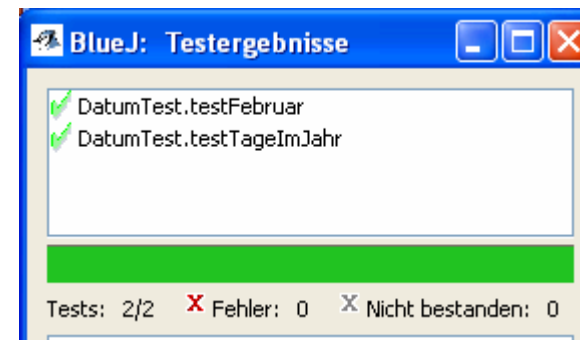 BlueJ: Testergebnisse
DatumTest.testFebruar
DatumTest.testTageImJahr
Tests: 2/2 X Fehler: 0 X Nicht bestanden: 0